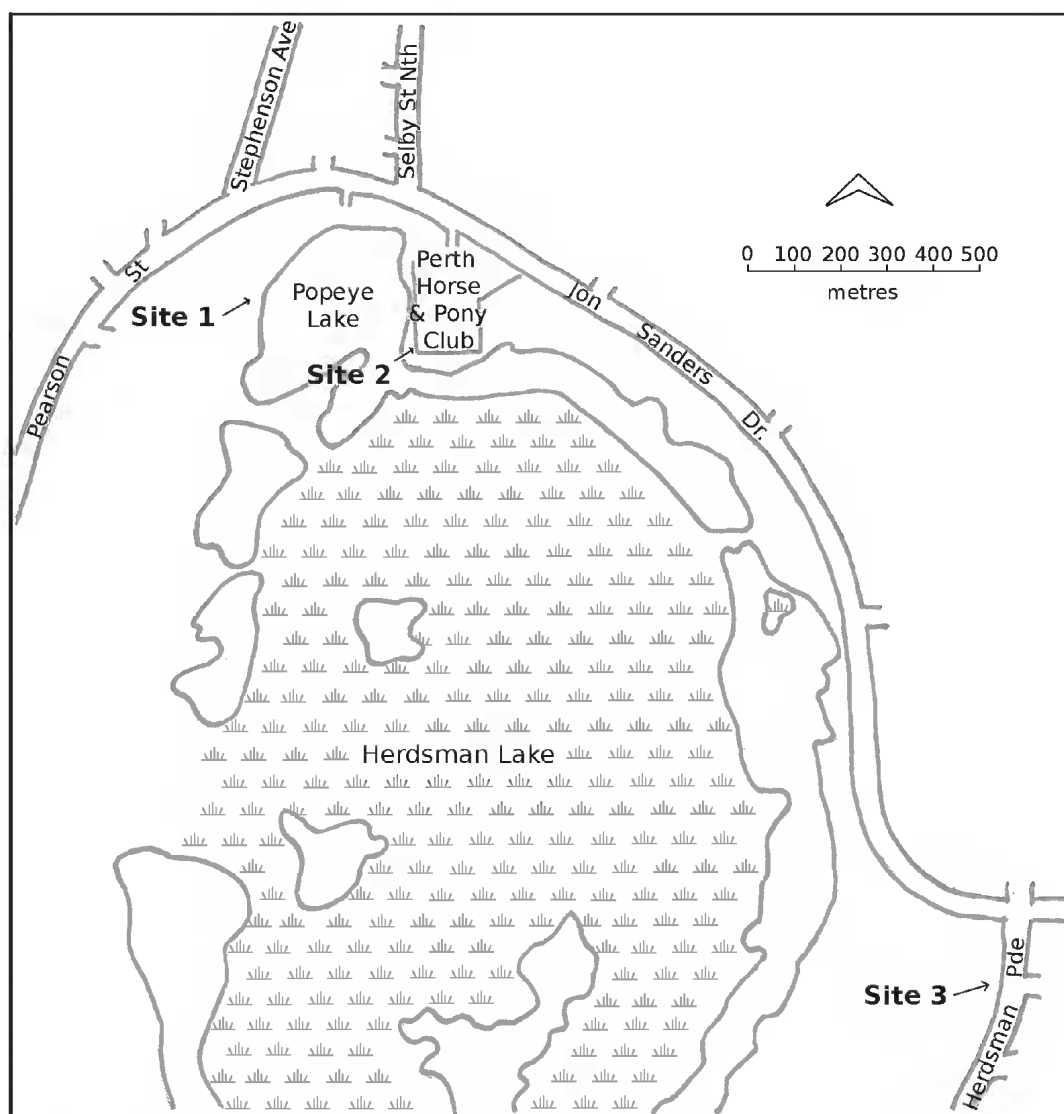 Stephenson Ave
Selby St Nth
0 100 200 300 400 500
metres
St
Pearson
Site 1
Popeye
Lake
Perth
Horse
& Pony
Club
Site 2
Jon
Sanders
Dr.
Herdsman Lake
Site 3
Pde
Herdsman